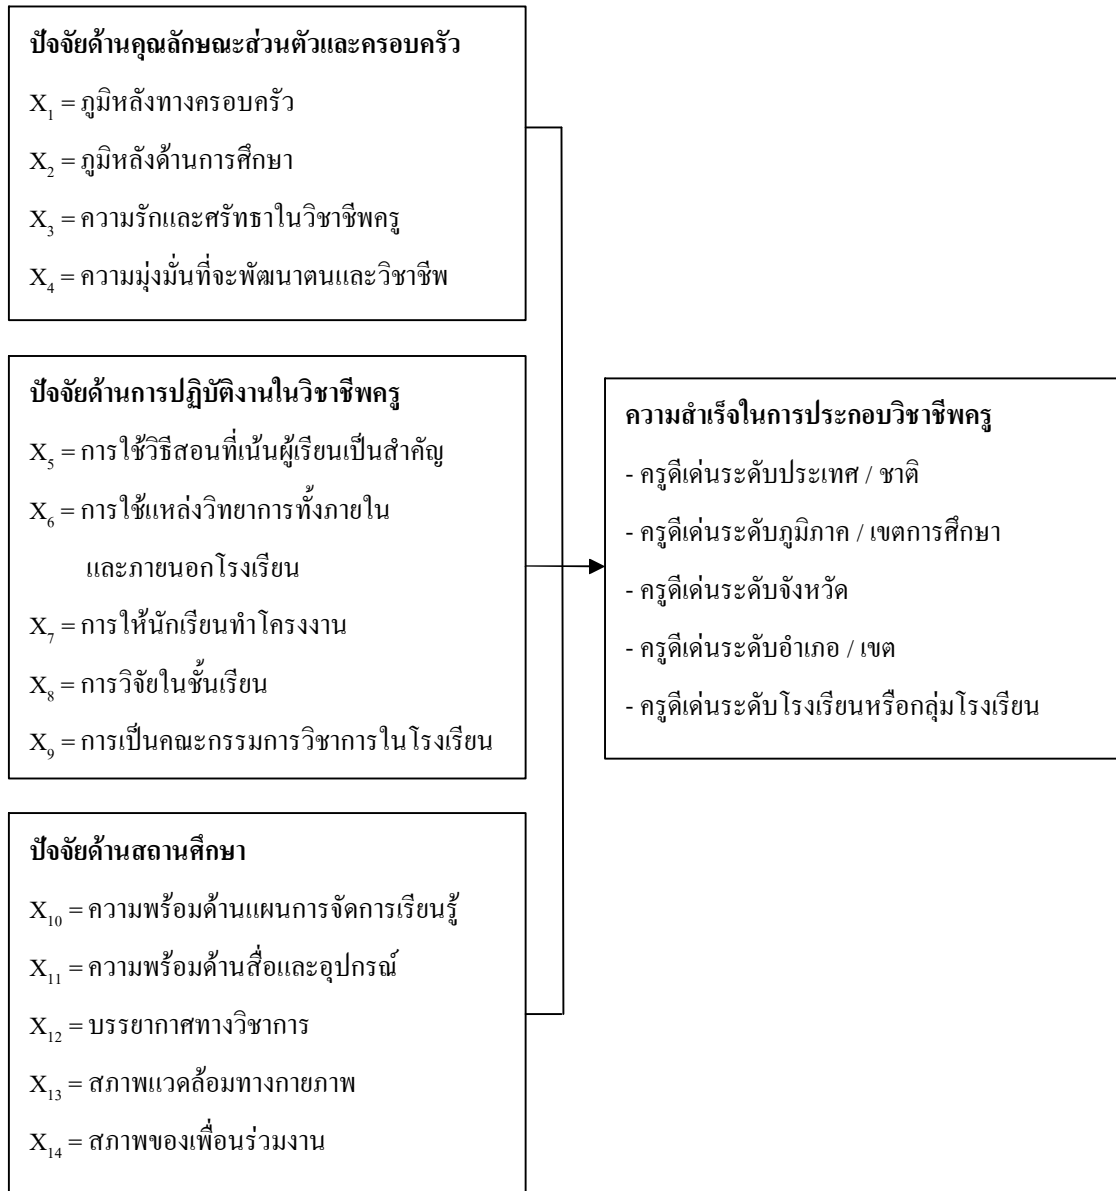 ปัจจัยด้านคุณลักษณะส่วนตัวและครอบครัว
X₁ = ภูมิหลังทางครอบครัว
X₂ = ภูมิหลังด้านการศึกษา
X₃ = ความรักและศรัทธาในวิชาชีพครู
X₄ = ความมุ่งมั่นที่จะพัฒนาตนและวิชาชีพ
ปัจจัยด้านการปฏิบัติงานในวิชาชีพครู
X₅ = การใช้วิธีสอนที่เน้นผู้เรียนเป็นสำคัญ
X₆ = การใช้แหล่งวิทยาการทั้งภายใน
และภายนอกโรงเรียน
X₇ = การให้นักเรียนทำโครงงาน
X₈ = การวิจัยในชั้นเรียน
X₉ = การเป็นคณะกรรมการวิชาการในโรงเรียน
ปัจจัยด้านสถานศึกษา
X₁₀ = ความพร้อมด้านแผนการจัดการเรียนรู้
X₁₁ = ความพร้อมด้านสื่อและอุปกรณ์
X₁₂ = บรรยากาศทางวิชาการ
X₁₃ = สภาพแวดล้อมทางกายภาพ
X₁₄ = สภาพของเพื่อนร่วมงาน
ความสำเร็จในการประกอบวิชาชีพครู
- ครูดีเด่นระดับประเทศ / ชาติ
- ครูดีเด่นระดับภูมิภาค / เขตการศึกษา
- ครูดีเด่นระดับจังหวัด
- ครูดีเด่นระดับอำเภอ / เขต
- ครูดีเด่นระดับโรงเรียนหรือกลุ่มโรงเรียน